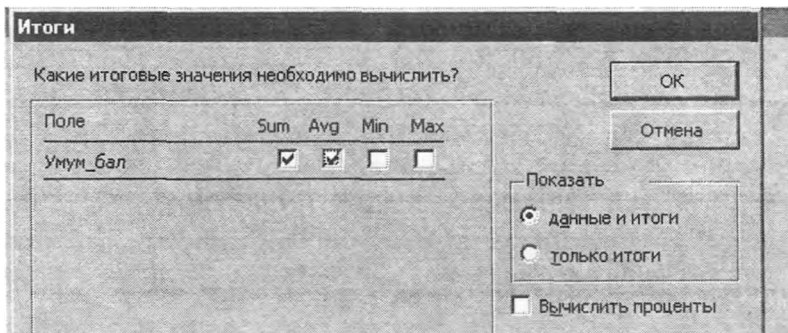 Итоги
Какие итоговые значения необходимо вычислить?
Поле Sum Avg Min Max
Умум_бал
ОК
Отмена
Показать
данные и итоги
только итоги
Вычислить проценты